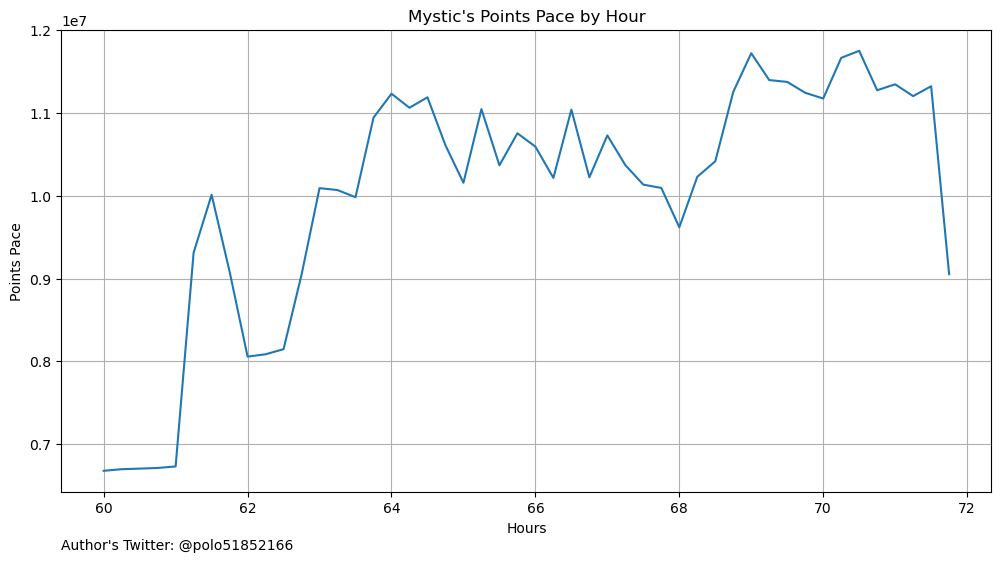 Mystic's Points Pace by Hour
1e7
1.2
1.1
1.0
0.9
0.8
0.7
Points Pace
60 62 64 66 68 70 72
Hours
Author's Twitter: @polo51852166